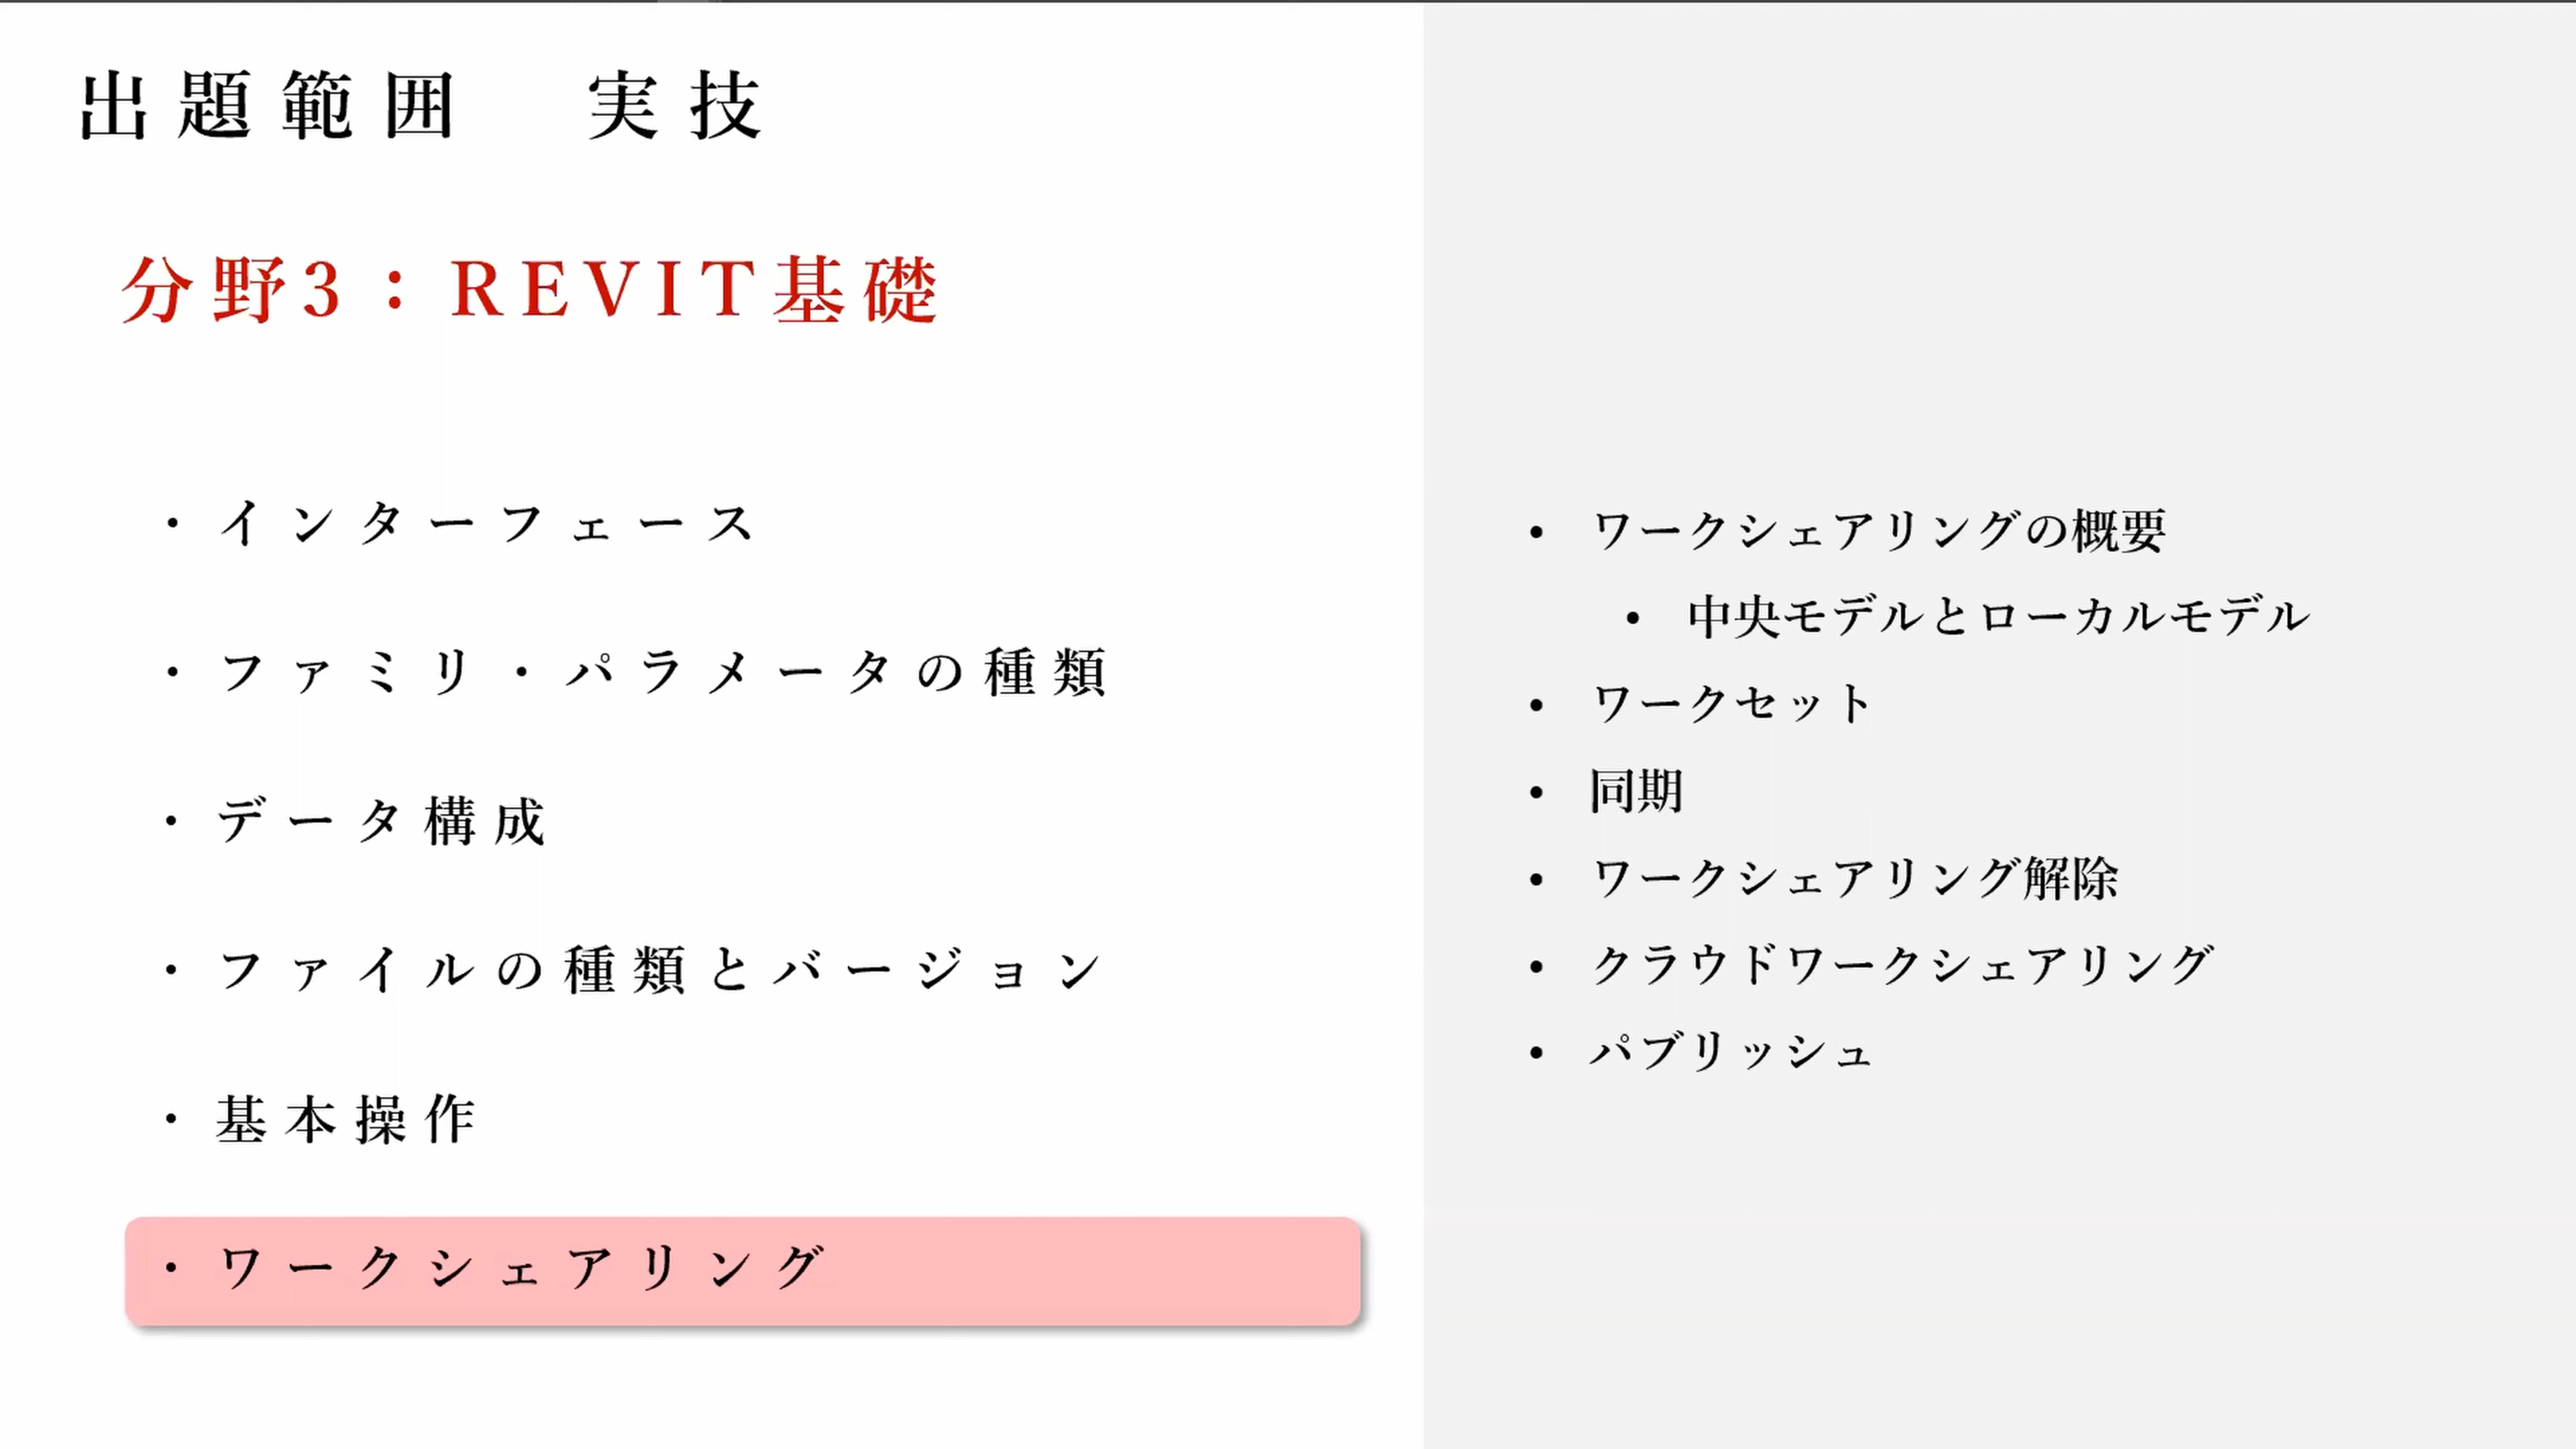 出題範囲　実技
分野3：REVIT基礎
・インターフェース
・ファミリ・パラメータの種類
・データ構成
・ファイルの種類とバージョン
・基本操作
・ワークシェアリング
• ワークシェアリングの概要
• 中央モデルとローカルモデル
• ワークセット
• 同期
• ワークシェアリング解除
• クラウドワークシェアリング
• パブリッシュ